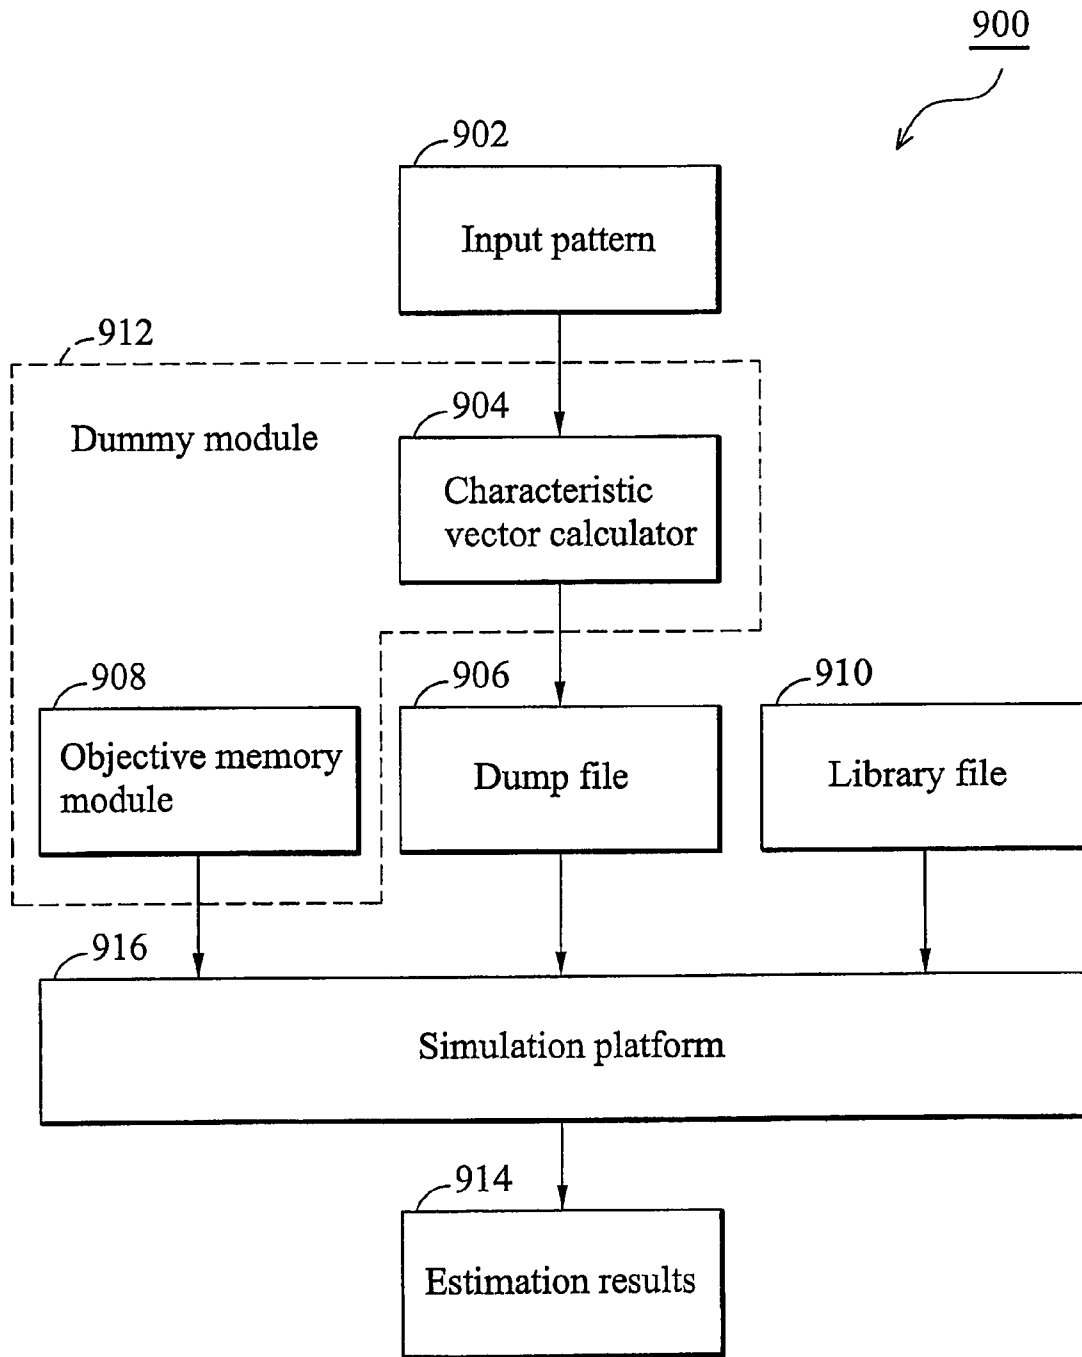 900
902
Input pattern
912
Dummy module
904
Characteristic
vector calculator
908
Objective memory
module
906
Dump file
910
Library file
916
Simulation platform
914
Estimation results